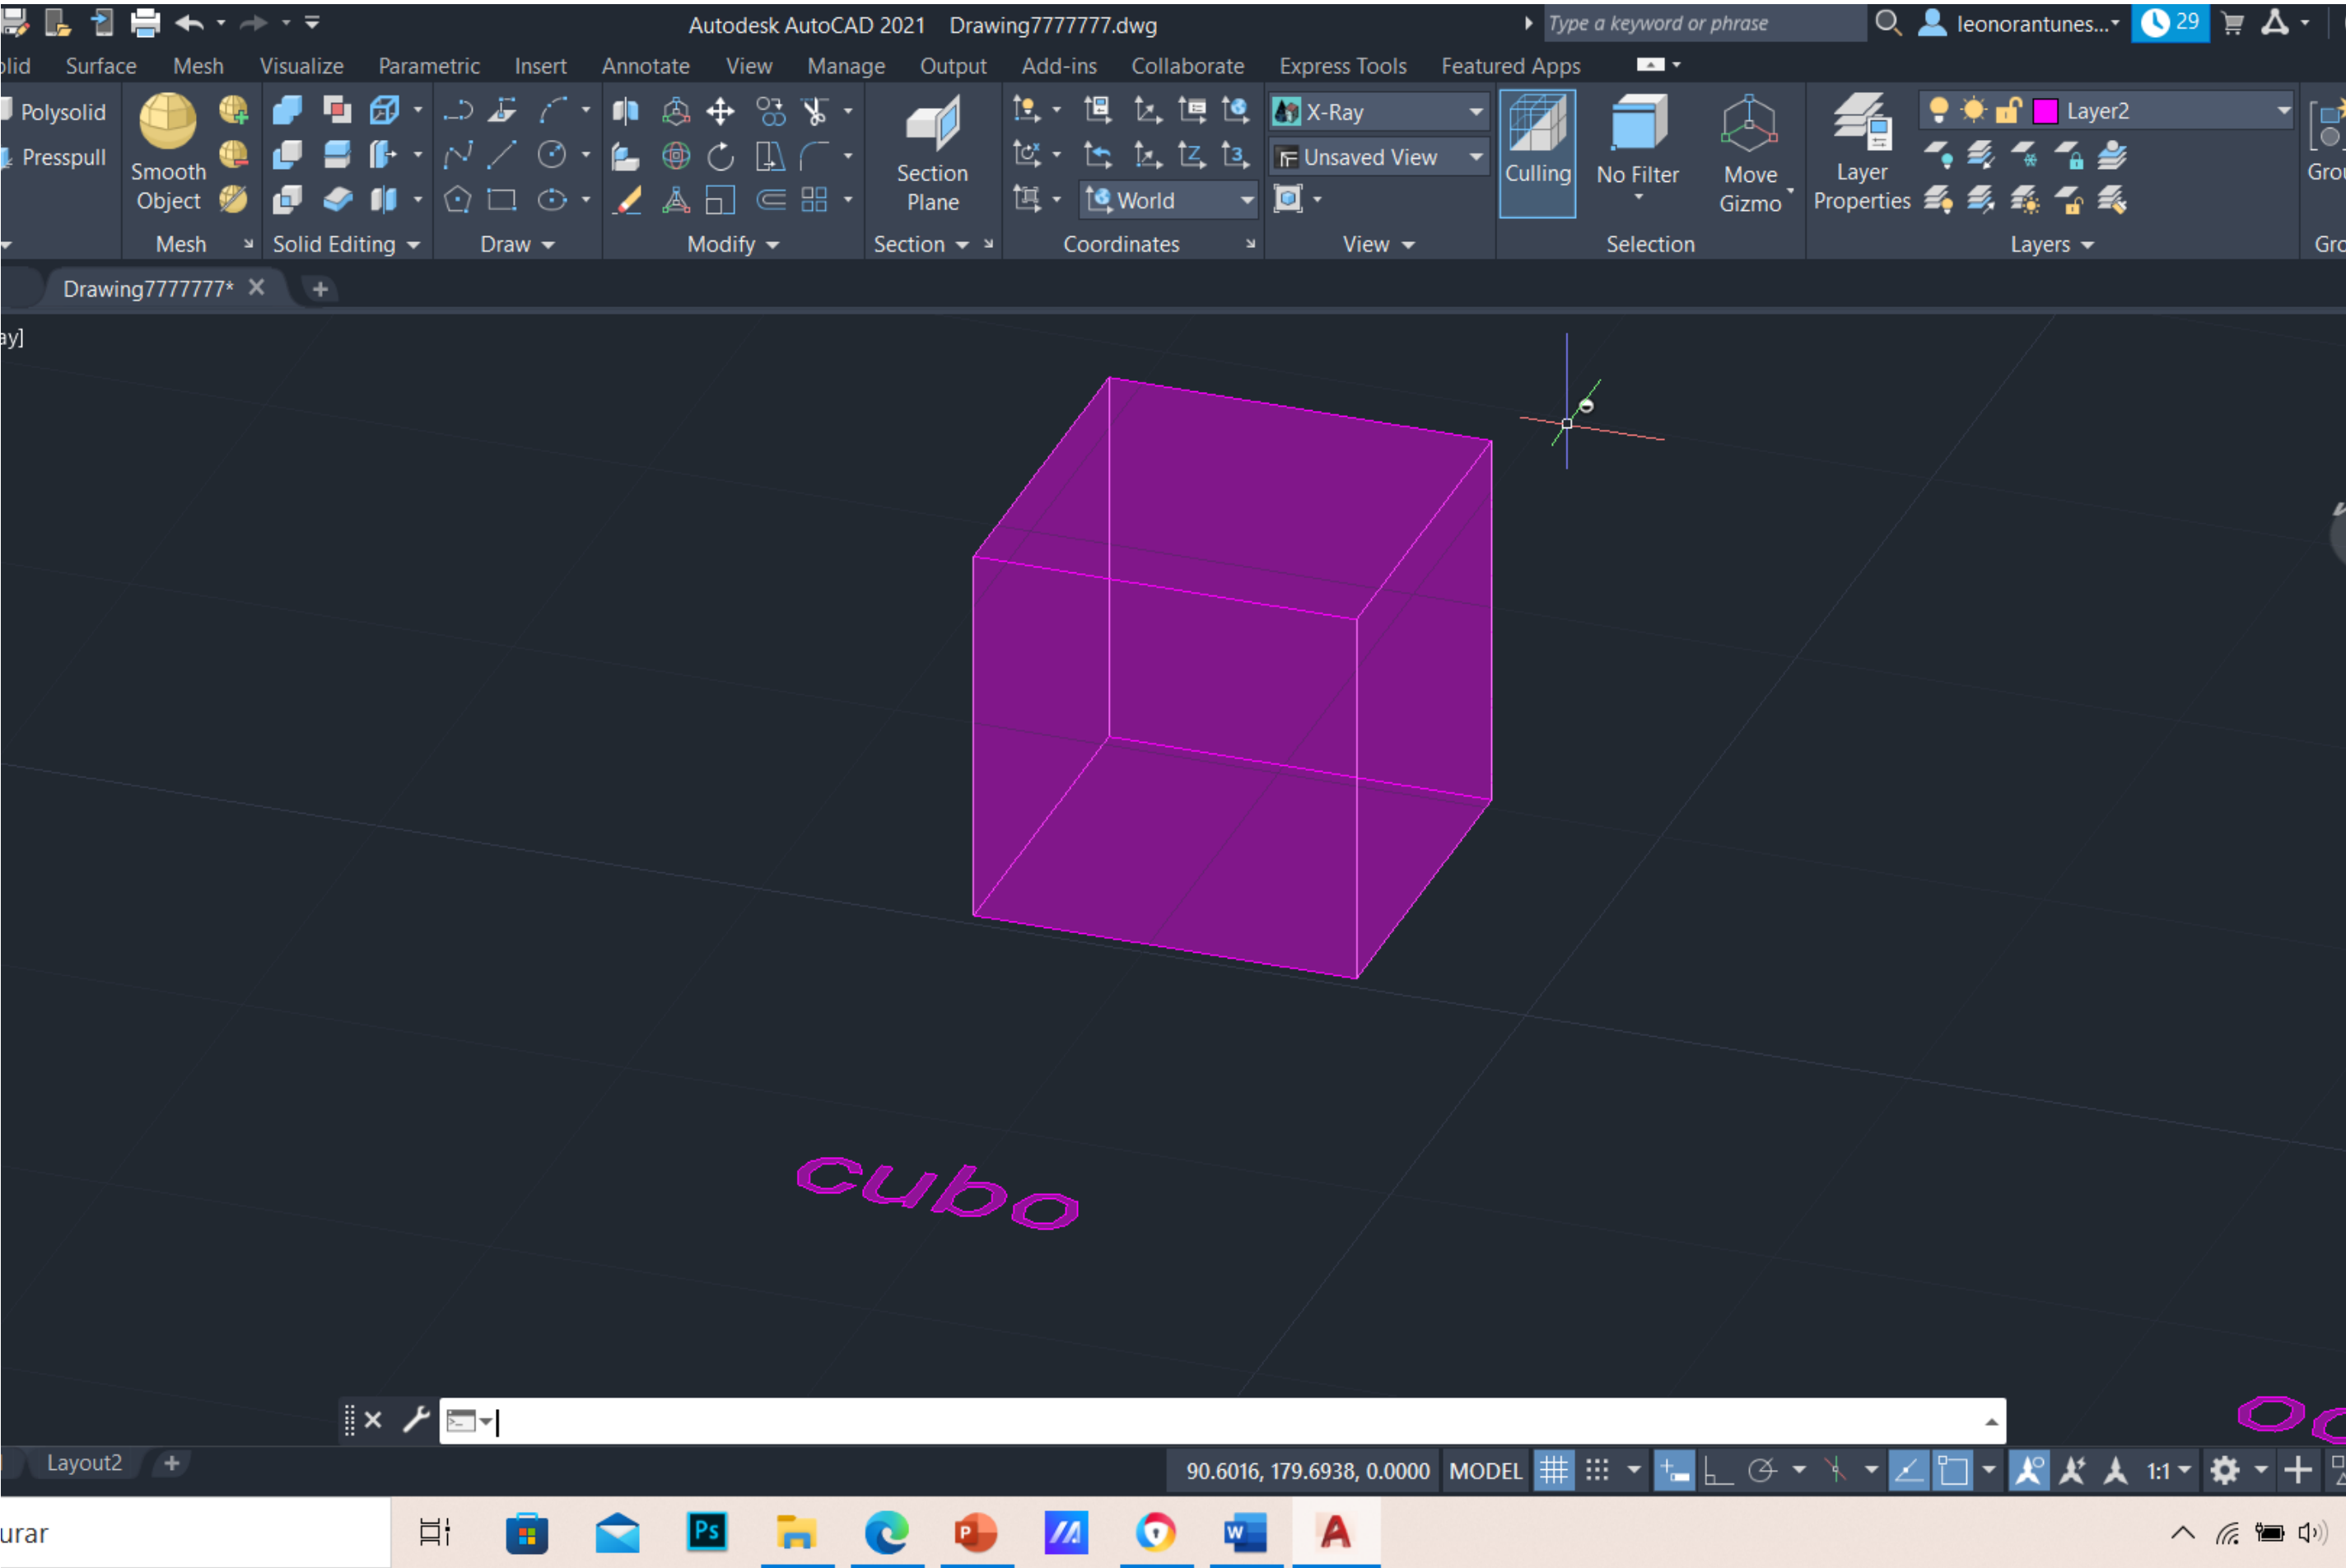 Autodesk AutoCAD 2021 Drawing7777777.dwg
Type a keyword or phrase
leonorantunes...
29
Surface Mesh Visualize Parametric Insert Annotate View Manage Output Add-ins Collaborate Express Tools Featured Apps
Polysolid
Presspull
Smooth
Object
Section
Plane
World
X-Ray
Unsaved View
Culling
No Filter
Move
Gizmo
Layer
Properties
Layer2
Mesh Solid Editing Draw Modify Section Coordinates View Selection Layers
Drawing7777777*
ay]
cubo
Layout2
90.6016, 179.6938, 0.0000 MODEL
1:1
urar
Ps